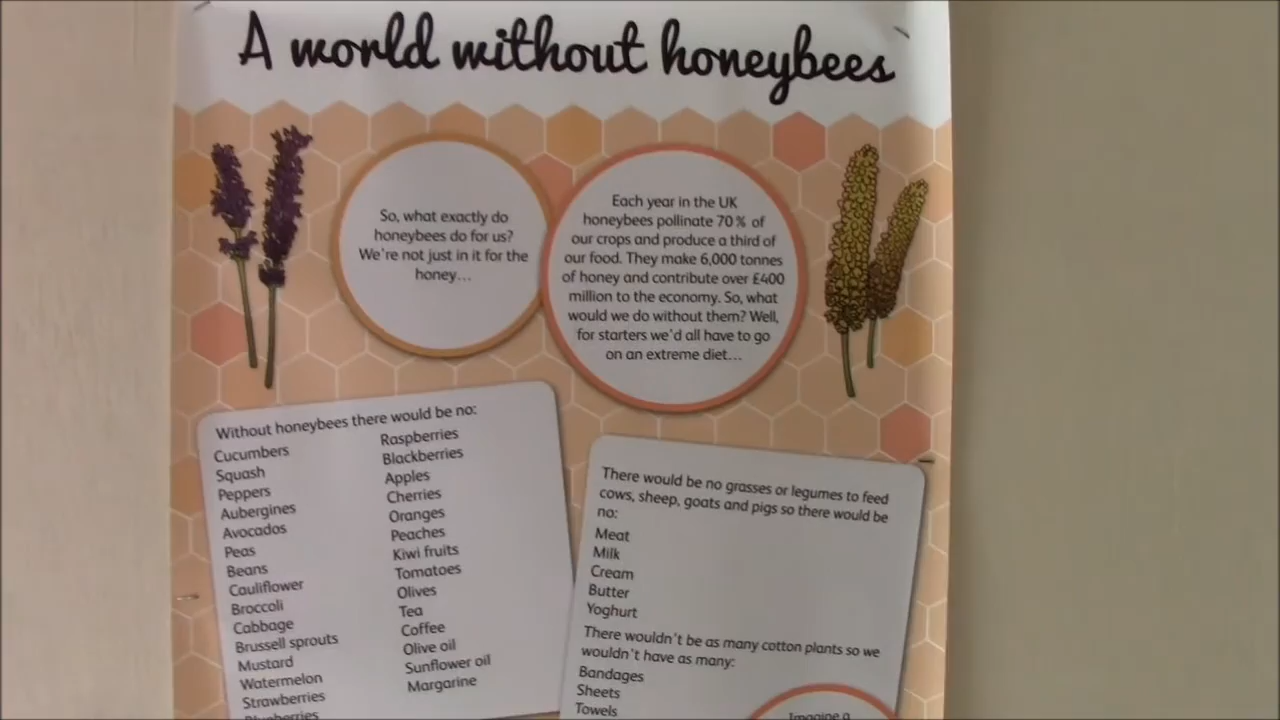 A world without honeybees
So, what exactly do
honeybees do for us?
We're not just in it for the
honey...
Each year in the UK
honeybees pollinate 70% of
our crops and produce a third of
our food. They make 6,000 tonnes
of honey and contribute over £400
million to the economy. So, what
would we do without them? Well,
for starters we'd all have to go
on an extreme diet...
Without honeybees there would be no:
Cucumbers
Squash
Peppers
Aubergines
Avocados
Peas
Beans
Cauliflower
Broccoli
Cabbage
Brussell sprouts
Mustard
Watermelon
Strawberries
Blueberries
Raspberries
Blackberries
Apples
Cherries
Oranges
Peaches
Kiwi fruits
Tomatoes
Olives
Tea
Coffee
Olive oil
Sunflower oil
Margarine
There would be no grasses or legumes to feed
cows, sheep, goats and pigs so there would be
no:
Meat
Milk
Cream
Butter
Yoghurt
There wouldn't be as many cotton plants so we
wouldn't have as many:
Bandages
Sheets
Towels
Imagine a